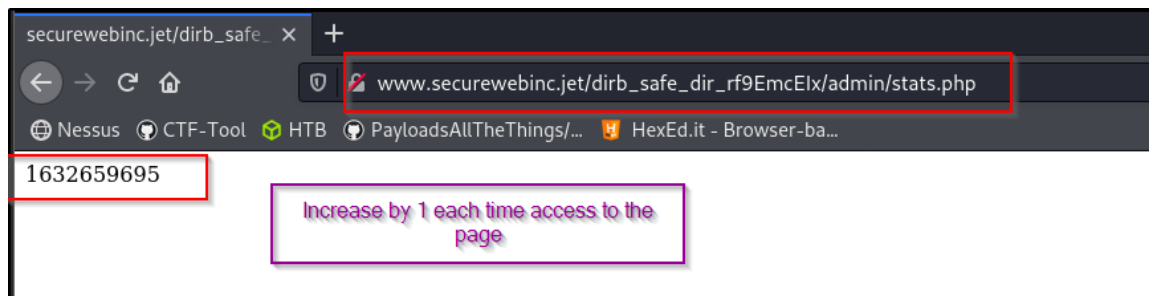 securewebinc.jet/dirb_safe_
www.securewebinc.jet/dirb_safe_dir_rf9EmcEIx/admin/stats.php
Nessus CTF-Tool HTB PayloadsAllTheThings/... HexEd.it - Browser-ba...
1632659695
Increase by 1 each time access to the
page